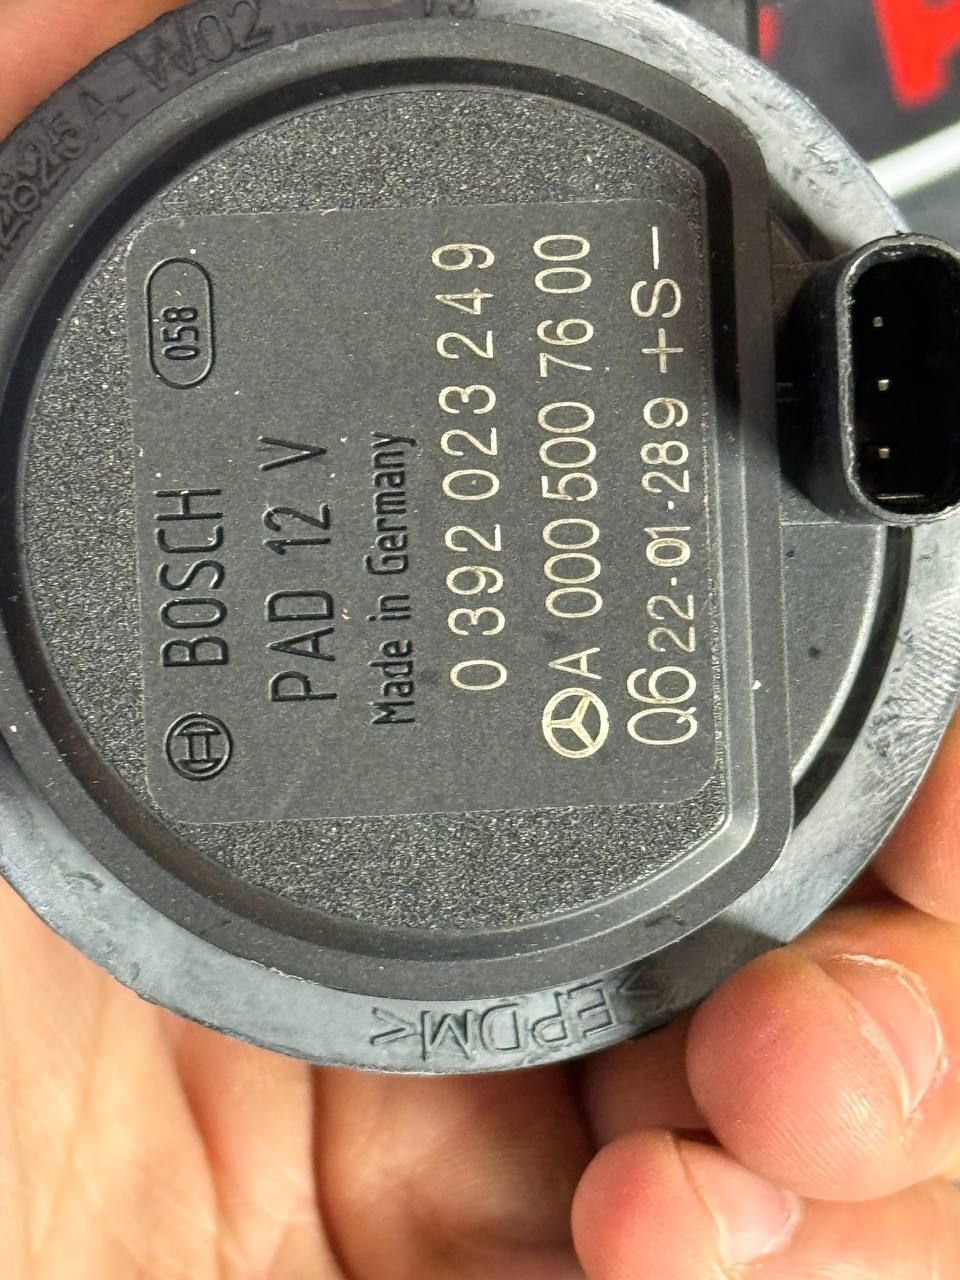 058
BOSCH
PAD 12 V
Made in Germany
0 392 023 249
A 000 500 76 00
Q6 22-01-289 +S-
>EPDM<